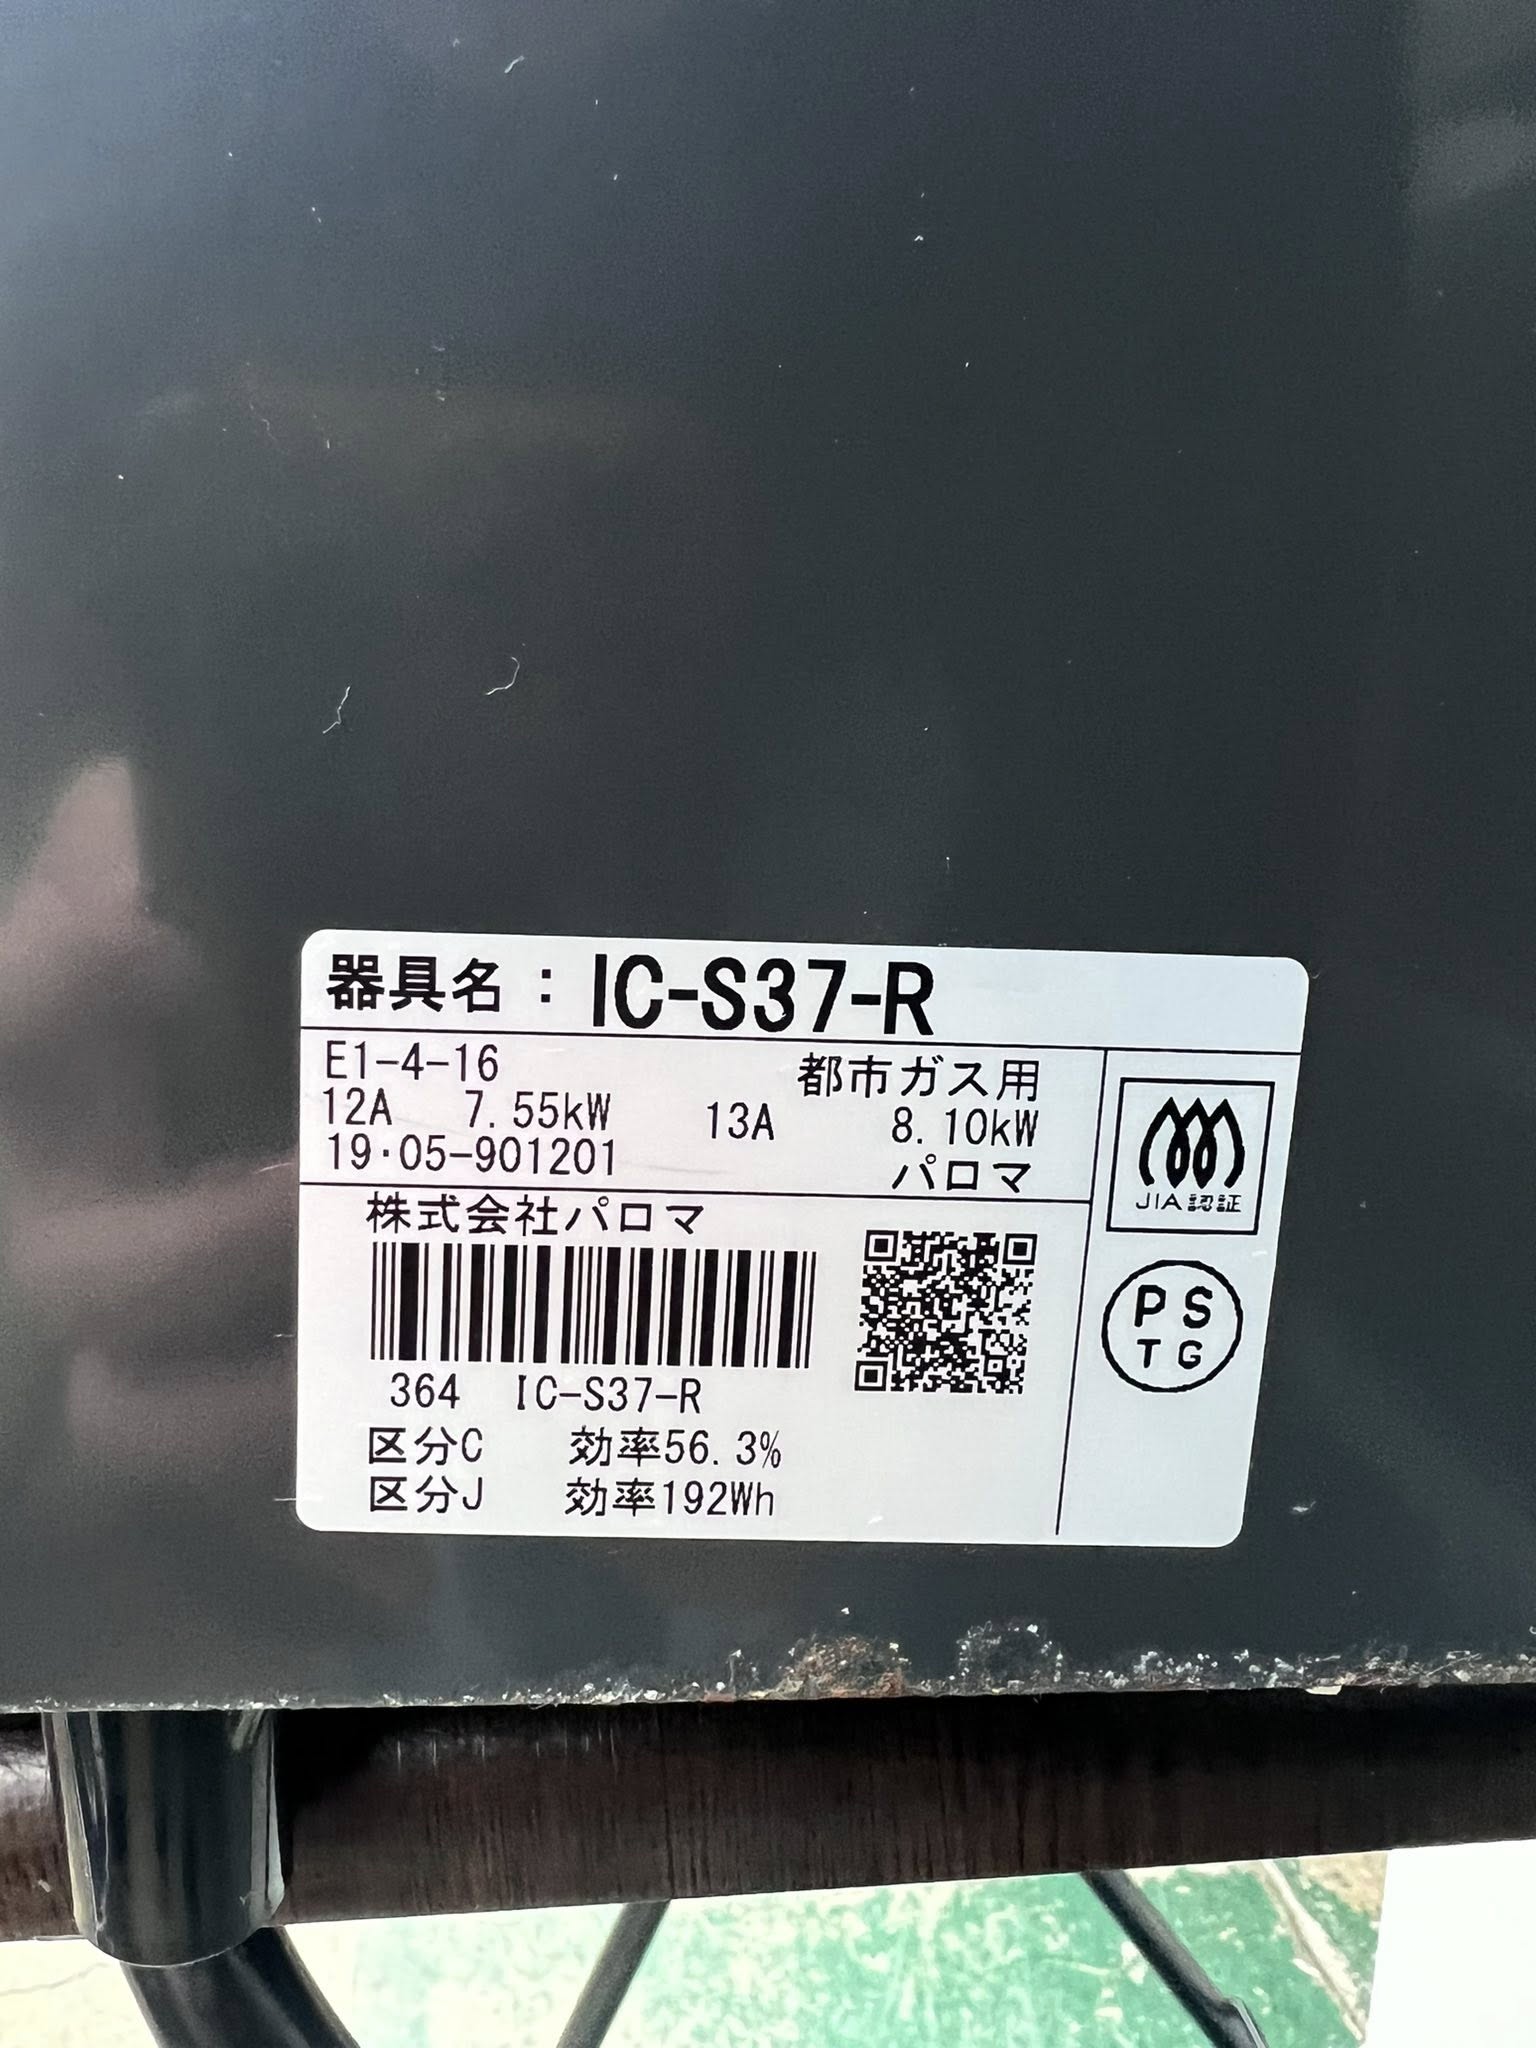 器具名：IC-S37-R
E1-4-16 都市ガス用
12A 7.55kW 13A 8.10kW
19・05-901201 パロマ
株式会社パロマ
364 IC-S37-R
区分C 効率56.3%
区分J 効率192Wh
JIA認証
PS
TG